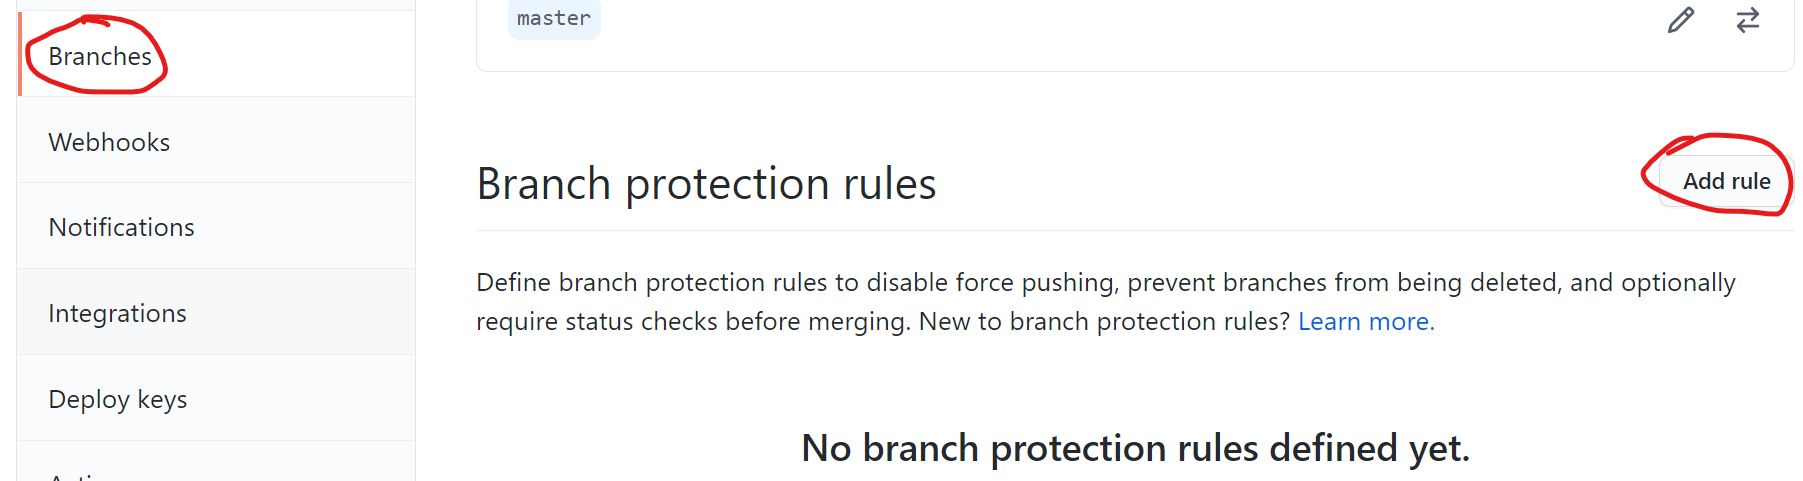 master
Branches
Webhooks
Notifications
Integrations
Deploy keys
Branch protection rules
Add rule
Define branch protection rules to disable force pushing, prevent branches from being deleted, and optionally
require status checks before merging. New to branch protection rules? Learn more.
No branch protection rules defined yet.